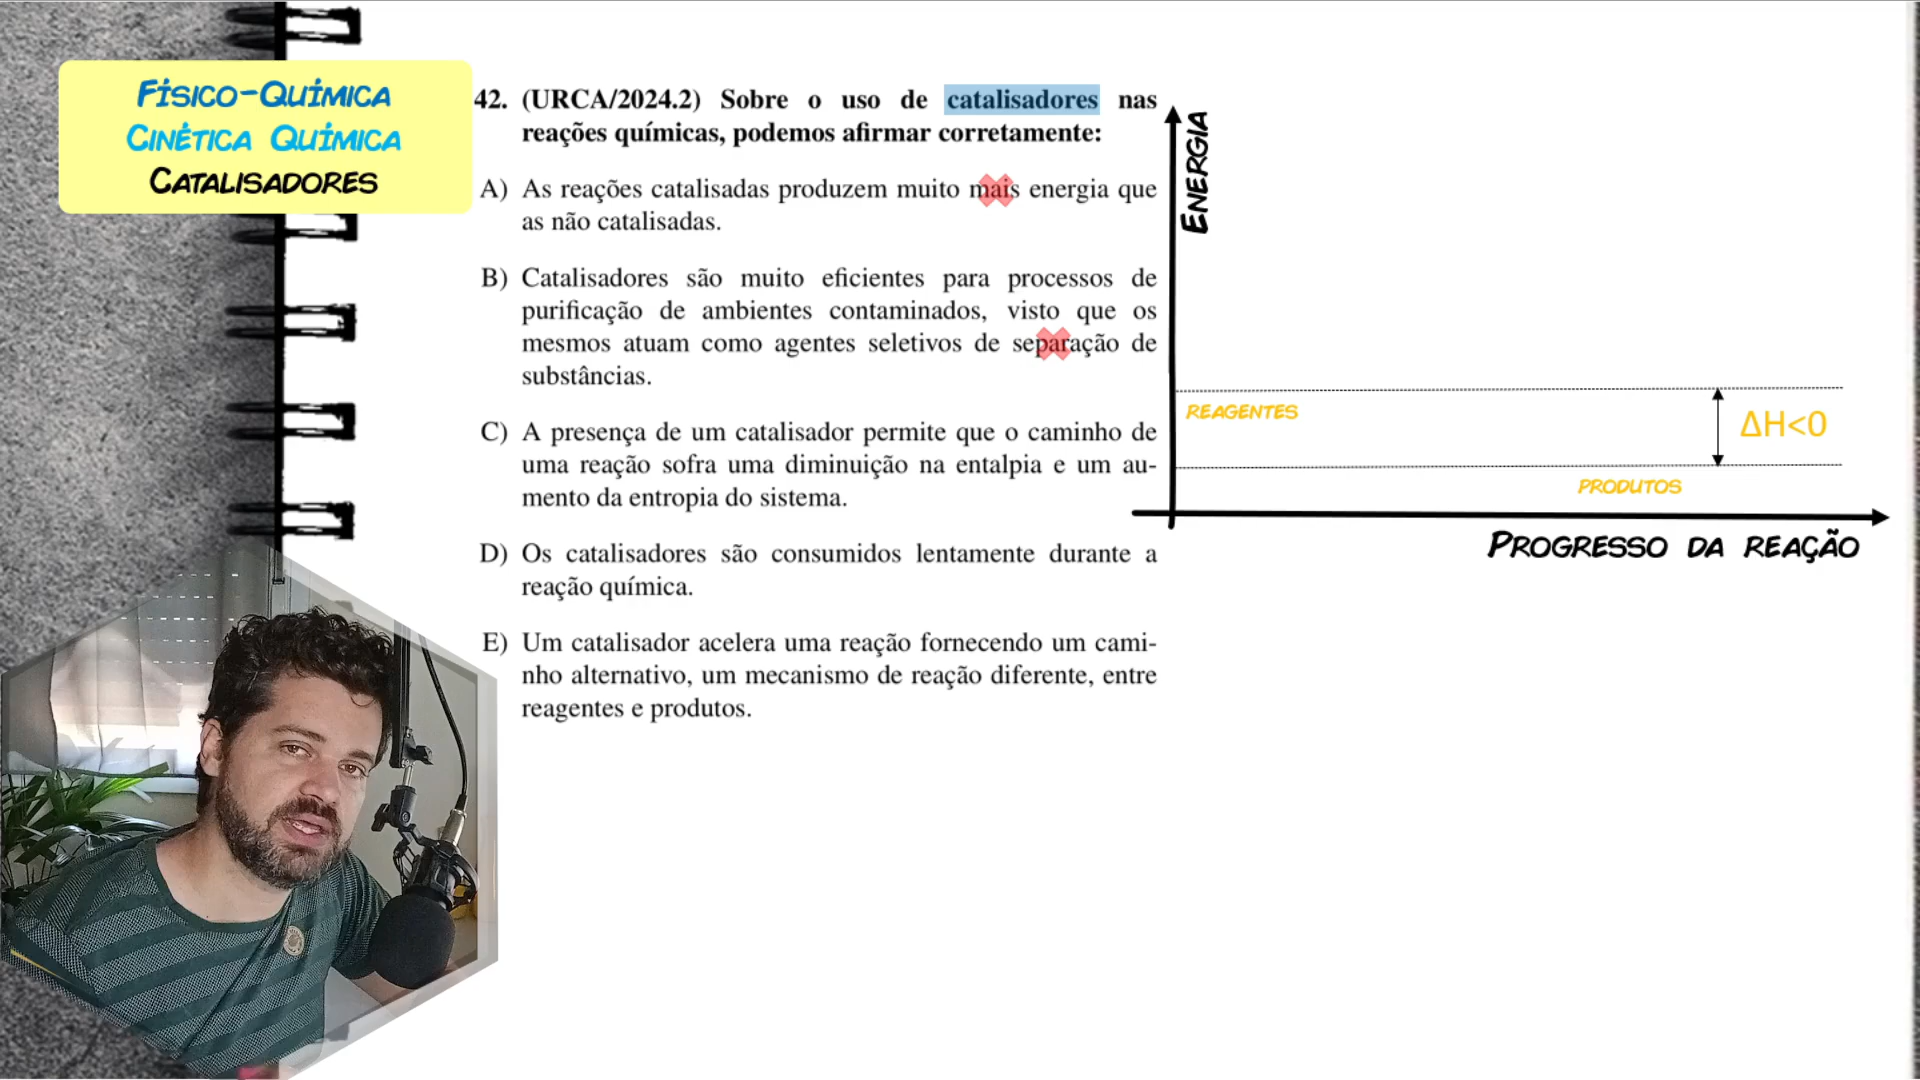 FÍSICO-QUÍMICA
CINÉTICA QUÍMICA
CATALISADORES
42. (URCA/2024.2) Sobre o uso de catalisadores nas
reações químicas, podemos afirmar corretamente:
A) As reações catalisadas produzem muito mais energia que
as não catalisadas.
B) Catalisadores são muito eficientes para processos de
purificação de ambientes contaminados, visto que os
mesmos atuam como agentes seletivos de separação de
substâncias.
C) A presença de um catalisador permite que o caminho de
uma reação sofra uma diminuição na entalpia e um au-
mento da entropia do sistema.
D) Os catalisadores são consumidos lentamente durante a
reação química.
E) Um catalisador acelera uma reação fornecendo um cami-
nho alternativo, um mecanismo de reação diferente, entre
reagentes e produtos.
ENERGIA
REAGENTES
ΔH<0
PRODUTOS
PROGRESSO DA REAÇÃO